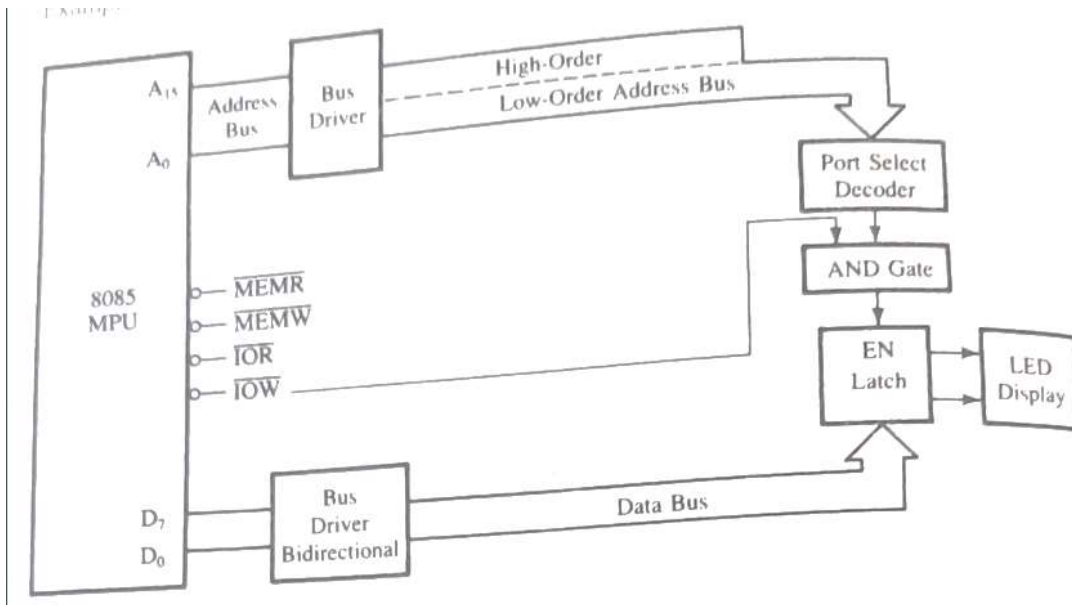 A15
Address
Bus
A0
Bus
Driver
High-Order
Low-Order Address Bus
Port Select
Decoder
AND Gate
8085
MPU
MEMR
MEMW
IOR
IOW
EN
Latch
LED
Display
D7
D0
Bus
Driver
Bidirectional
Data Bus